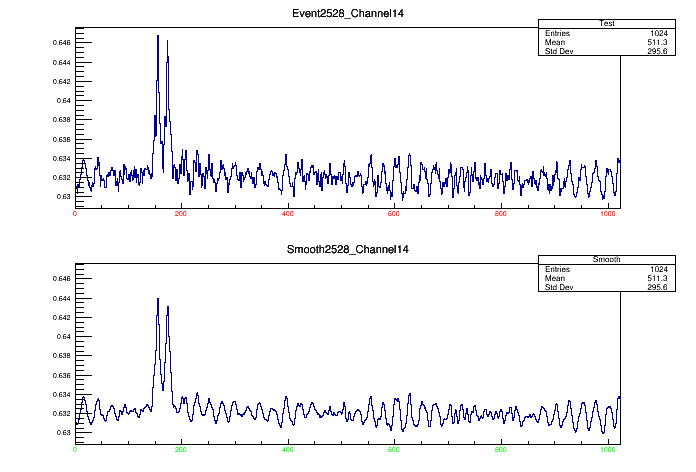 Event2528_Channel14
Test
Entries 1024
Mean 511.3
Std Dev 295.6
0.646
0.644
0.642
0.64
0.638
0.636
0.634
0.632
0.63
0 200 400 600 800 1000
Smooth2528_Channel14
Smooth
Entries 1024
Mean 511.3
Std Dev 295.6
0.646
0.644
0.642
0.64
0.638
0.636
0.634
0.632
0.63
0 200 400 600 800 1000